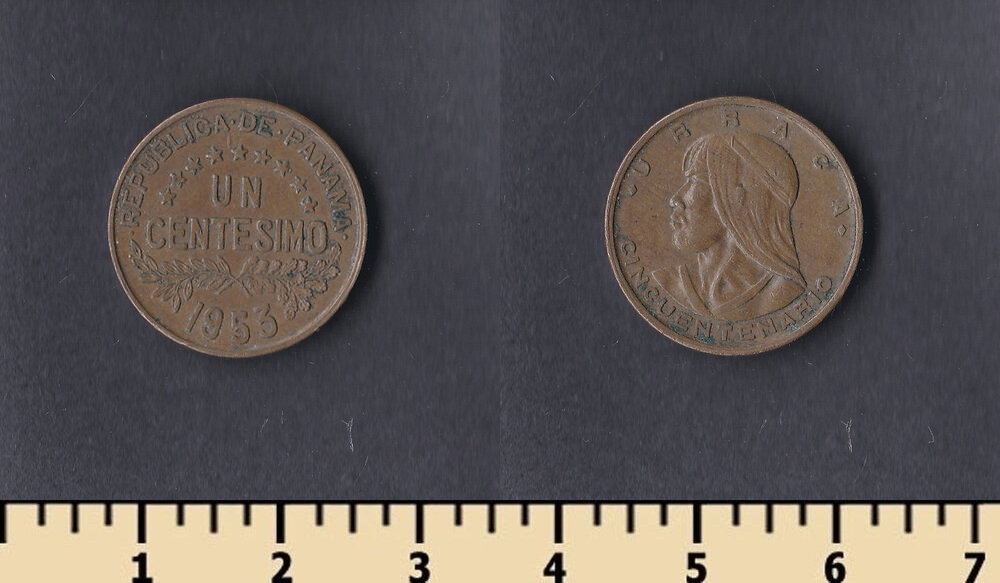 REPUBLICA·DE·PANAMA·
UN
CENTESIMO
1953
·URRACA·
CINCUENTENARIO
1 2 3 4 5 6 7